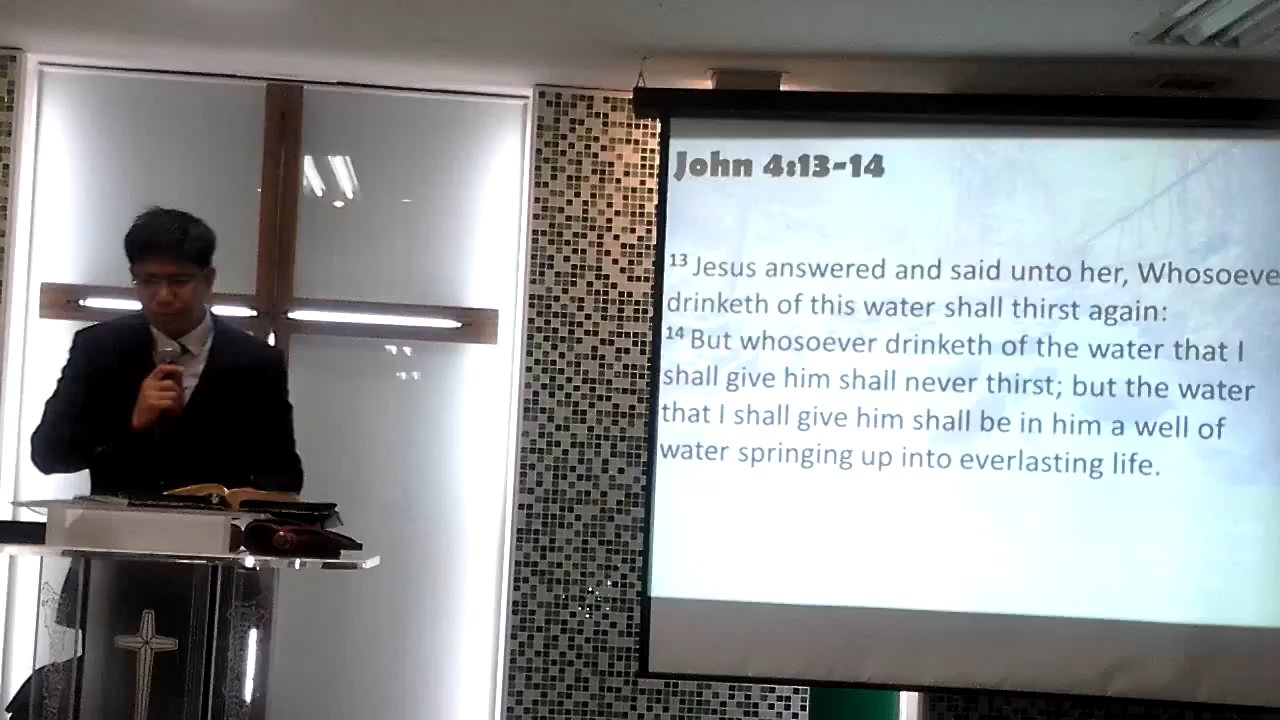 John 4:13-14
13 Jesus answered and said unto her, Whosoeve
drinketh of this water shall thirst again:
14 But whosoever drinketh of the water that I
shall give him shall never thirst; but the water
that I shall give him shall be in him a well of
water springing up into everlasting life.